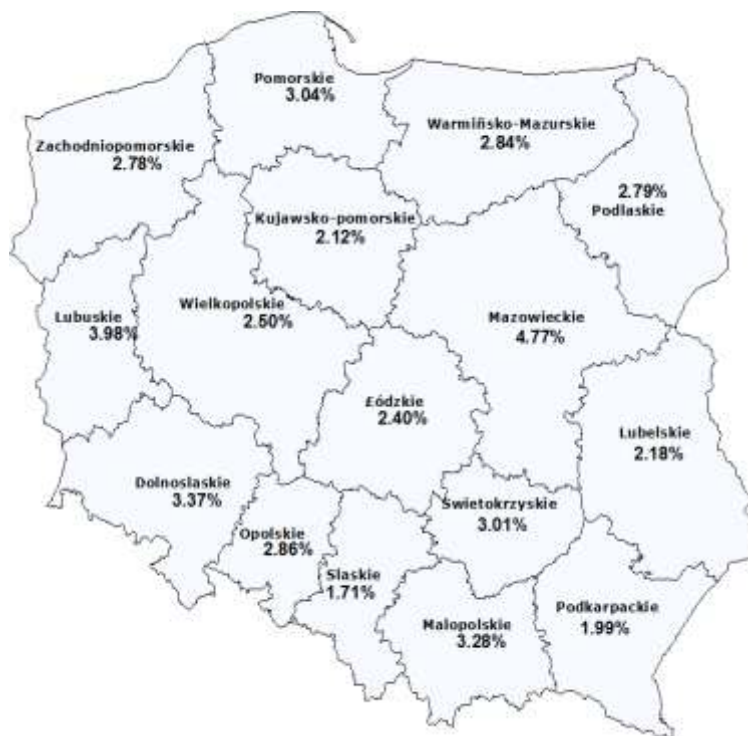 Pomorskie
3.04%
Warmińsko-Mazurskie
2.84%
Zachodniopomorskie
2.78%
2.79%
Podlaskie
Kujawsko-pomorskie
2.12%
Wielkopolskie
2.50%
Lubuskie
3.98%
Mazowieckie
4.77%
Łódzkie
2.40%
Lubelskie
2.18%
Dolnoslaskie
3.37%
Swietokrzyskie
3.01%
Opolskie
2.86%
Slaskie
1.71%
Malopolskie
3.28%
Podkarpackie
1.99%